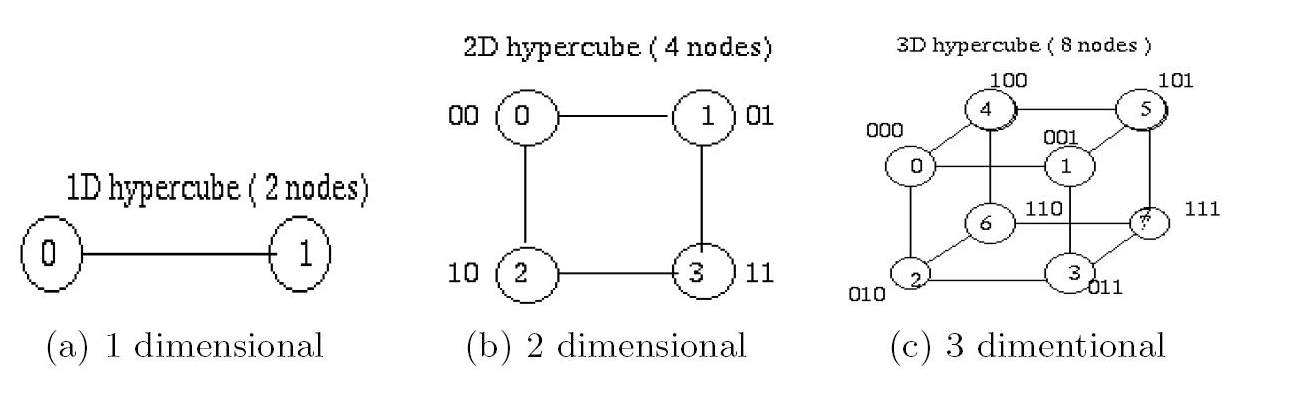 1D hypercube ( 2 nodes)
0 1
(a) 1 dimensional
2D hypercube ( 4 nodes)
00 0 1 01
10 2 3 11
(b) 2 dimensional
3D hypercube ( 8 nodes )
100 101
4 5
000 001
0 1
110 111
6 7
2 3
010 011
(c) 3 dimentional